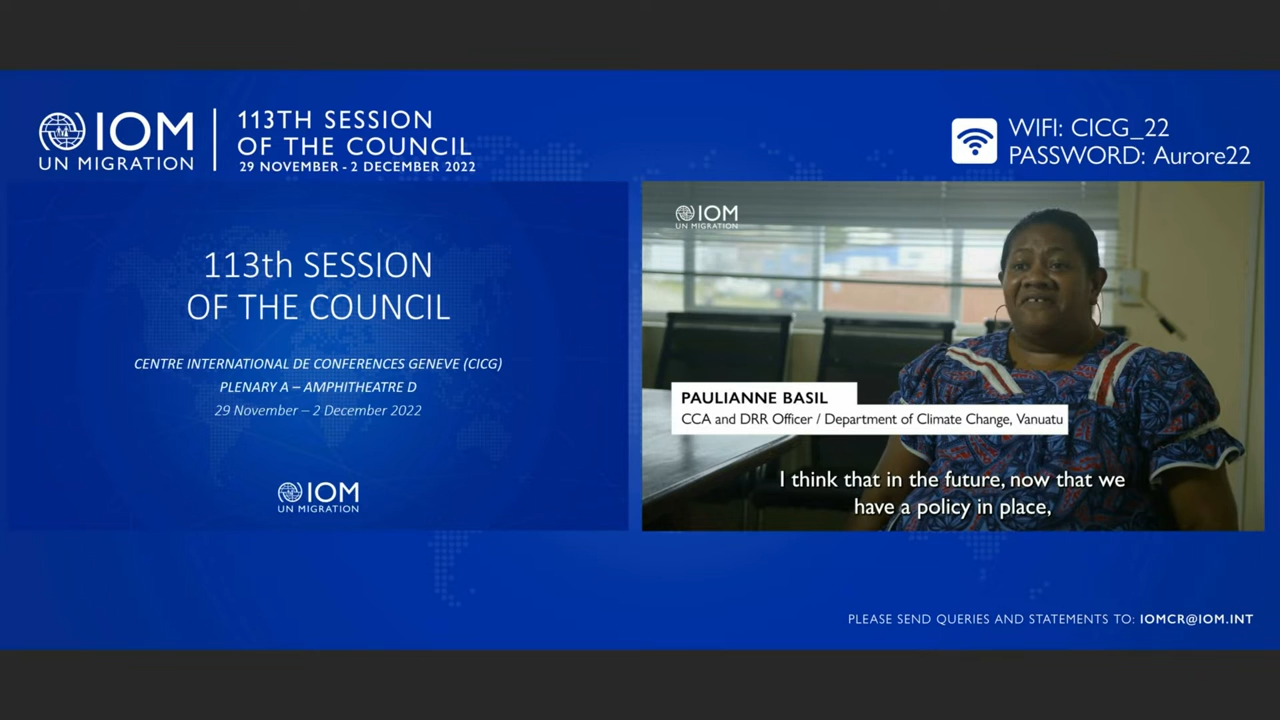 IOM
UN MIGRATION
113TH SESSION
OF THE COUNCIL
29 NOVEMBER - 2 DECEMBER 2022
WIFI: CICG_22
PASSWORD: Aurore22
113th SESSION
OF THE COUNCIL
CENTRE INTERNATIONAL DE CONFERENCES GENEVE (CICG)
PLENARY A – AMPHITHEATRE D
29 November – 2 December 2022
IOM
UN MIGRATION
IOM
UN MIGRATION
PAULIANNE BASIL
CCA and DRR Officer / Department of Climate Change, Vanuatu
I think that in the future, now that we
have a policy in place,
PLEASE SEND QUERIES AND STATEMENTS TO: IOMCR@IOM.INT